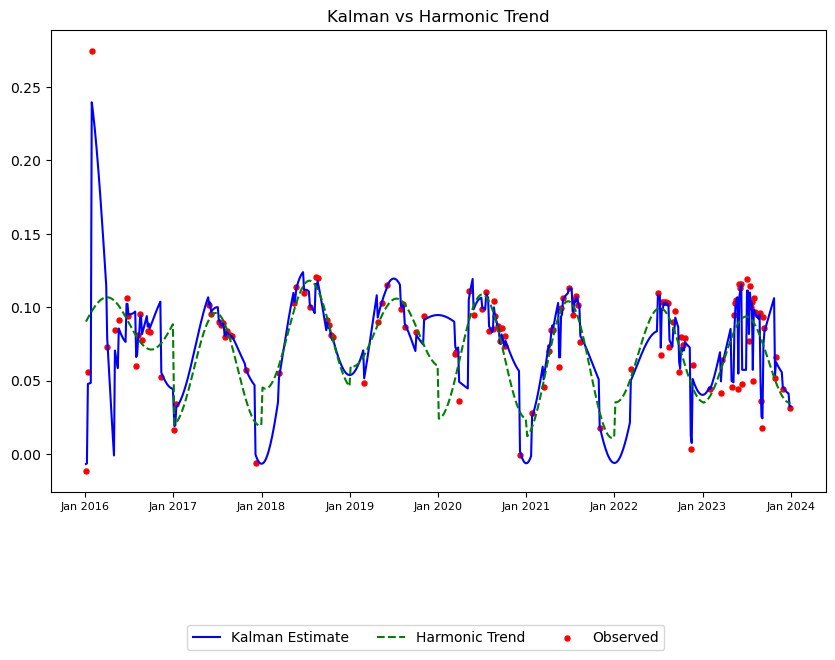 Kalman vs Harmonic Trend
0.25
0.20
0.15
0.10
0.05
0.00
Jan 2016 Jan 2017 Jan 2018 Jan 2019 Jan 2020 Jan 2021 Jan 2022 Jan 2023 Jan 2024
Kalman Estimate Harmonic Trend Observed